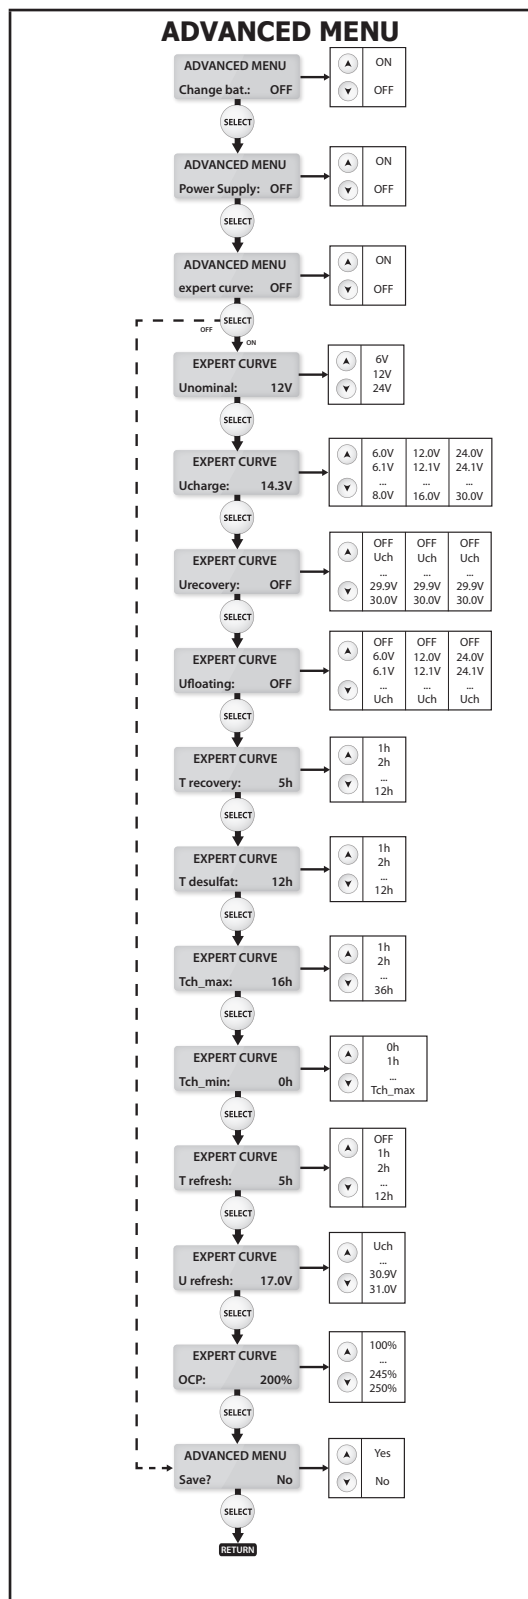 ADVANCED MENU
ADVANCED MENU
Change bat.: OFF
ON
OFF
SELECT
ADVANCED MENU
Power Supply: OFF
ON
OFF
SELECT
ADVANCED MENU
expert curve: OFF
ON
OFF
SELECT
OFF
ON
EXPERT CURVE
Unominal: 12V
6V
12V
24V
SELECT
EXPERT CURVE
Ucharge: 14.3V
6.0V 12.0V 24.0V
6.1V 12.1V 24.1V
... ... ...
8.0V 16.0V 30.0V
SELECT
EXPERT CURVE
Urecovery: OFF
OFF OFF OFF
Uch Uch Uch
... ... ...
29.9V 29.9V 29.9V
30.0V 30.0V 30.0V
SELECT
EXPERT CURVE
Ufloating: OFF
OFF OFF OFF
6.0V 12.0V 24.0V
6.1V 12.1V 24.1V
... ... ...
Uch Uch Uch
SELECT
EXPERT CURVE
T recovery: 5h
1h
2h
...
12h
SELECT
EXPERT CURVE
T desulfat: 12h
1h
2h
...
12h
SELECT
EXPERT CURVE
Tch_max: 16h
1h
2h
...
36h
SELECT
EXPERT CURVE
Tch_min: 0h
0h
1h
...
Tch_max
SELECT
EXPERT CURVE
T refresh: 5h
OFF
1h
2h
...
12h
SELECT
EXPERT CURVE
U refresh: 17.0V
Uch
...
30.9V
31.0V
SELECT
EXPERT CURVE
OCP: 200%
100%
...
245%
250%
SELECT
ADVANCED MENU
Save? No
Yes
No
SELECT
RETURN